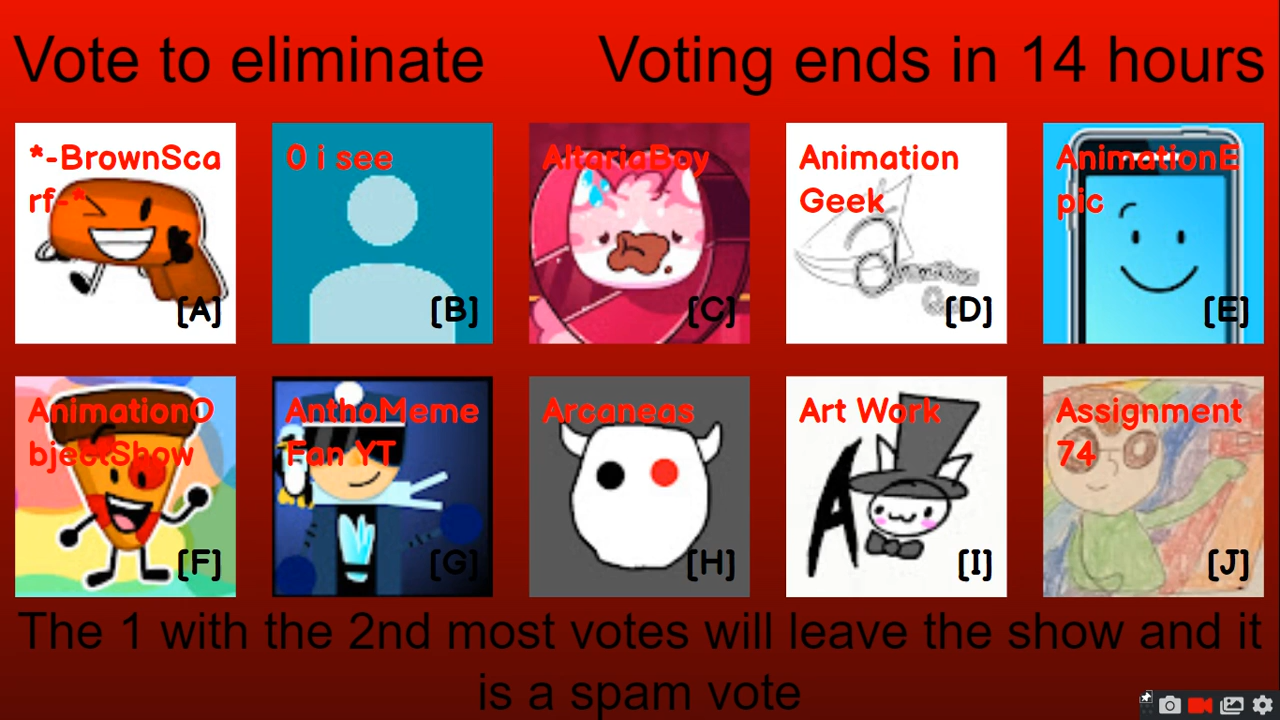 Vote to eliminate
Voting ends in 14 hours
*-BrownSca
rf-*
[A]
0 i see
[B]
AltariaBoy
[C]
Animation
Geek
[D]
AnimationE
pic
[E]
AnimationO
bjectShow
[F]
AnthoMeme
Fan YT
[G]
Arcaneas
[H]
Art Work
A
[I]
Assignment
74
[J]
The 1 with the 2nd most votes will leave the show and it
is a spam vote